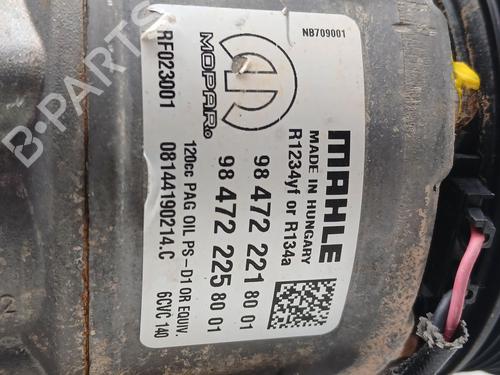 MAHLE
MADE IN HUNGARY
R1234yf or R134a
NB709001
98 472 221 80 01
98 472 225 80 01
MOPAR
RF023001
120cc PAG OIL PS-D1 OR EQUIV.
08144190214.C
6CVC 140
B-PARTS
2